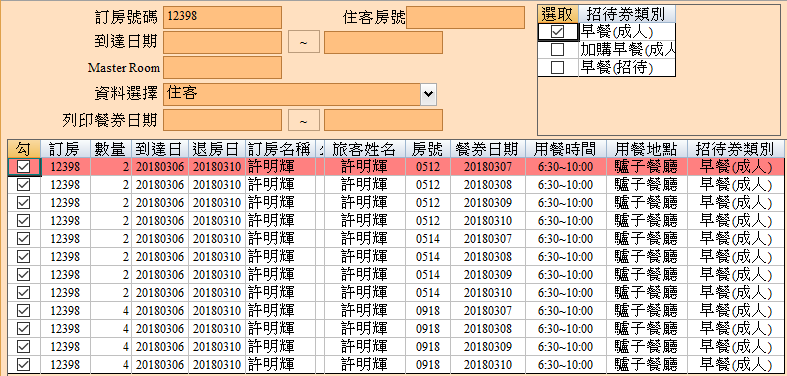 訂房號碼 12398 住客房號
到達日期 ~
Master Room
資料選擇 住客
列印餐券日期 ~
選取 招待券類別
早餐(成人)
加購早餐(成人
早餐(招待)
勾 訂房 數量 到達日 退房日 訂房名稱 旅客姓名 房號 餐券日期 用餐時間 用餐地點 招待券類別
12398 2 20180306 20180310 許明輝 許明輝 0512 20180307 6:30~10:00 驢子餐廳 早餐(成人)
12398 2 20180306 20180310 許明輝 許明輝 0512 20180308 6:30~10:00 驢子餐廳 早餐(成人)
12398 2 20180306 20180310 許明輝 許明輝 0512 20180309 6:30~10:00 驢子餐廳 早餐(成人)
12398 2 20180306 20180310 許明輝 許明輝 0512 20180310 6:30~10:00 驢子餐廳 早餐(成人)
12398 2 20180306 20180310 許明輝 許明輝 0514 20180307 6:30~10:00 驢子餐廳 早餐(成人)
12398 2 20180306 20180310 許明輝 許明輝 0514 20180308 6:30~10:00 驢子餐廳 早餐(成人)
12398 2 20180306 20180310 許明輝 許明輝 0514 20180309 6:30~10:00 驢子餐廳 早餐(成人)
12398 2 20180306 20180310 許明輝 許明輝 0514 20180310 6:30~10:00 驢子餐廳 早餐(成人)
12398 4 20180306 20180310 許明輝 許明輝 0918 20180307 6:30~10:00 驢子餐廳 早餐(成人)
12398 4 20180306 20180310 許明輝 許明輝 0918 20180308 6:30~10:00 驢子餐廳 早餐(成人)
12398 4 20180306 20180310 許明輝 許明輝 0918 20180309 6:30~10:00 驢子餐廳 早餐(成人)
12398 4 20180306 20180310 許明輝 許明輝 0918 20180310 6:30~10:00 驢子餐廳 早餐(成人)